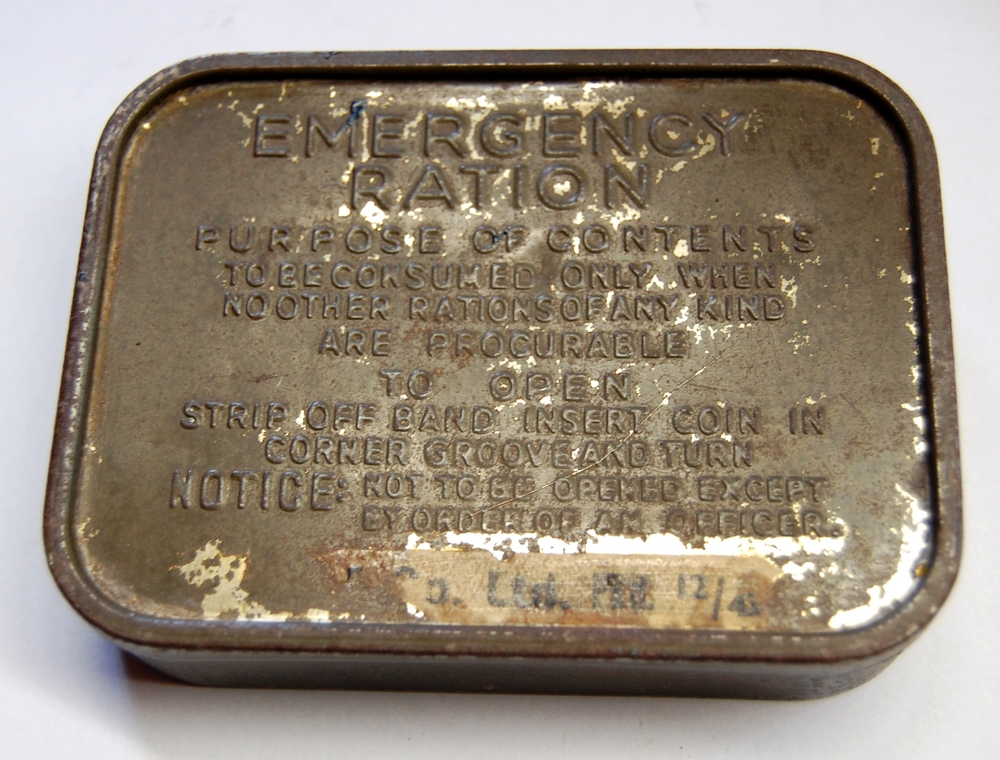 EMERGENCY
RATION
PURPOSE OF CONTENTS
TO BE CONSUMED ONLY WHEN
NO OTHER RATIONS OF ANY KIND
ARE PROCURABLE
TO OPEN
STRIP OFF BAND INSERT COIN IN
CORNER GROOVE AND TURN
NOTICE: NOT TO BE OPENED EXCEPT
BY ORDER OF AN OFFICER.
Co. Ltd. 12/